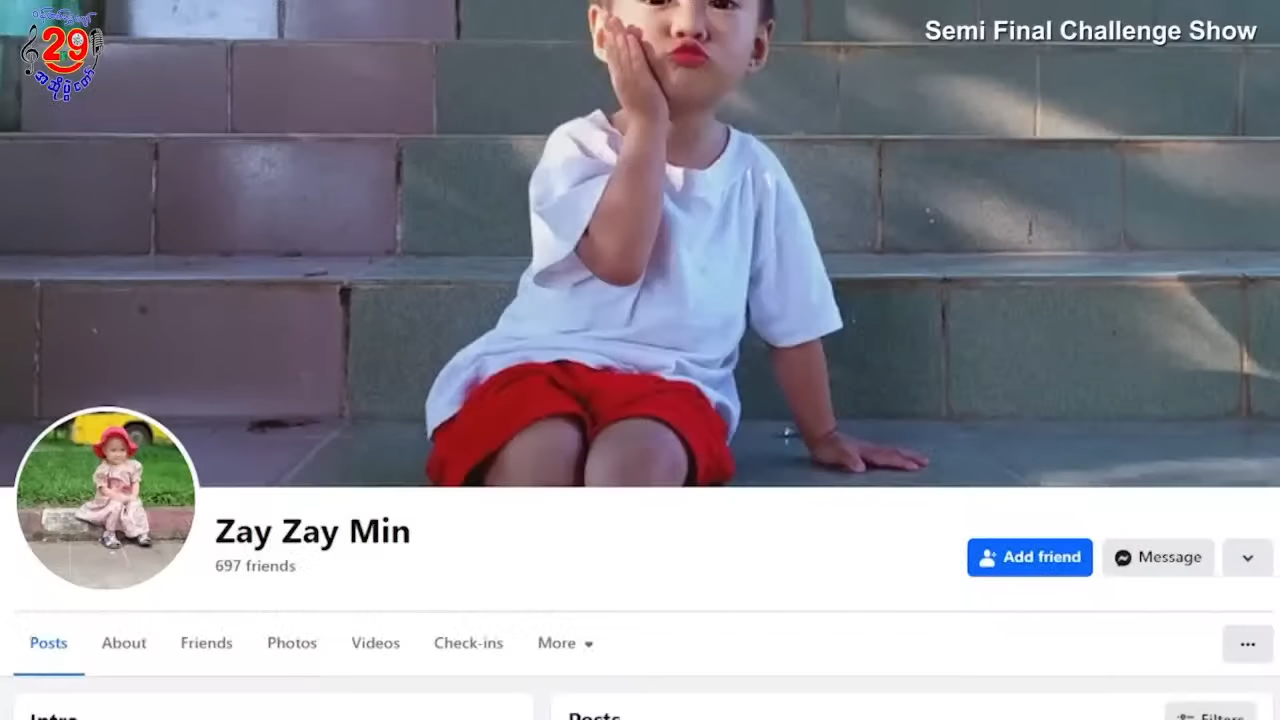 29
Semi Final Challenge Show
Zay Zay Min
697 friends
Add friend
Message
Posts
About
Friends
Photos
Videos
Check-ins
More
Intro
Posts
Filters